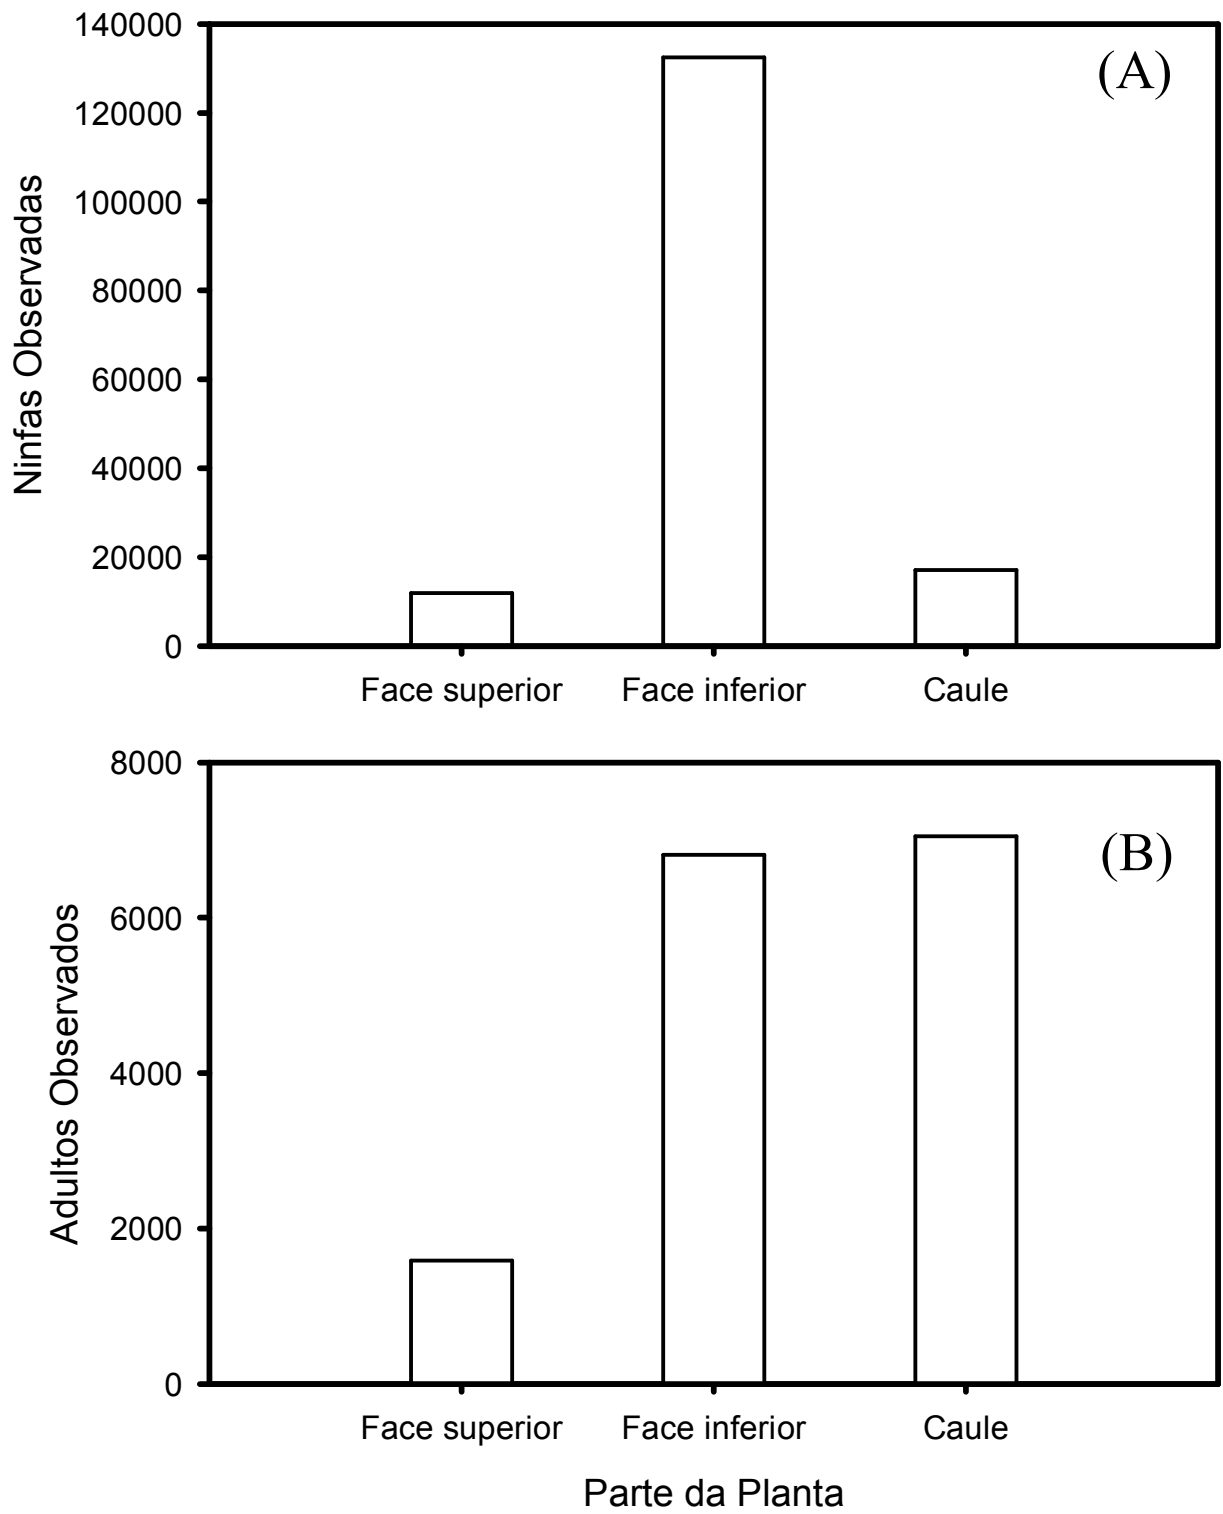 140000
(A)
120000
100000
80000
60000
40000
20000
0
Ninfas Observadas
Face superior Face inferior Caule
8000
(B)
6000
4000
2000
0
Adultos Observados
Face superior Face inferior Caule
Parte da Planta